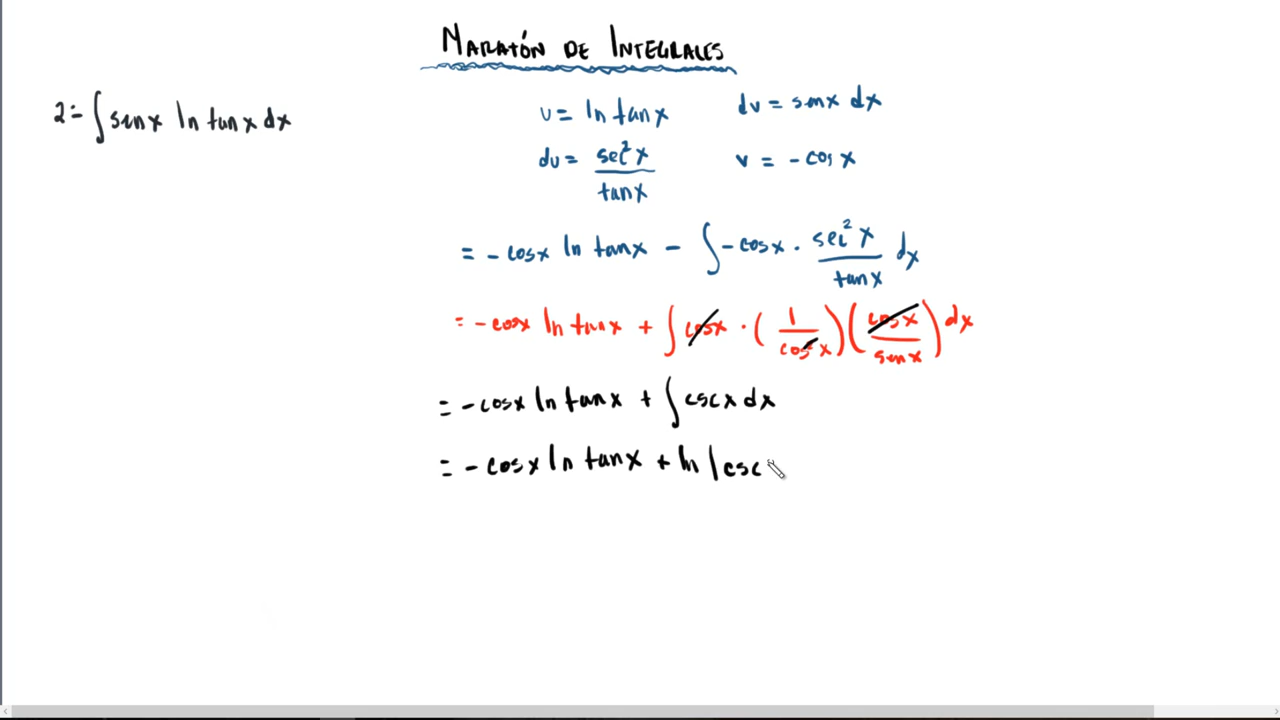 MARATÓN DE INTEGRALES
2= ∫ senx ln tanx dx
u = ln tanx dv = senx dx
du = sec²x / tanx v = -cosx
= -cosx ln tanx - ∫ -cosx · sec²x / tanx dx
= -cosx ln tanx + ∫ cosx · (1 / cos²x)(cosx / senx) dx
= -cosx ln tanx + ∫ cscx dx
= -cosx ln tanx + ln |csc